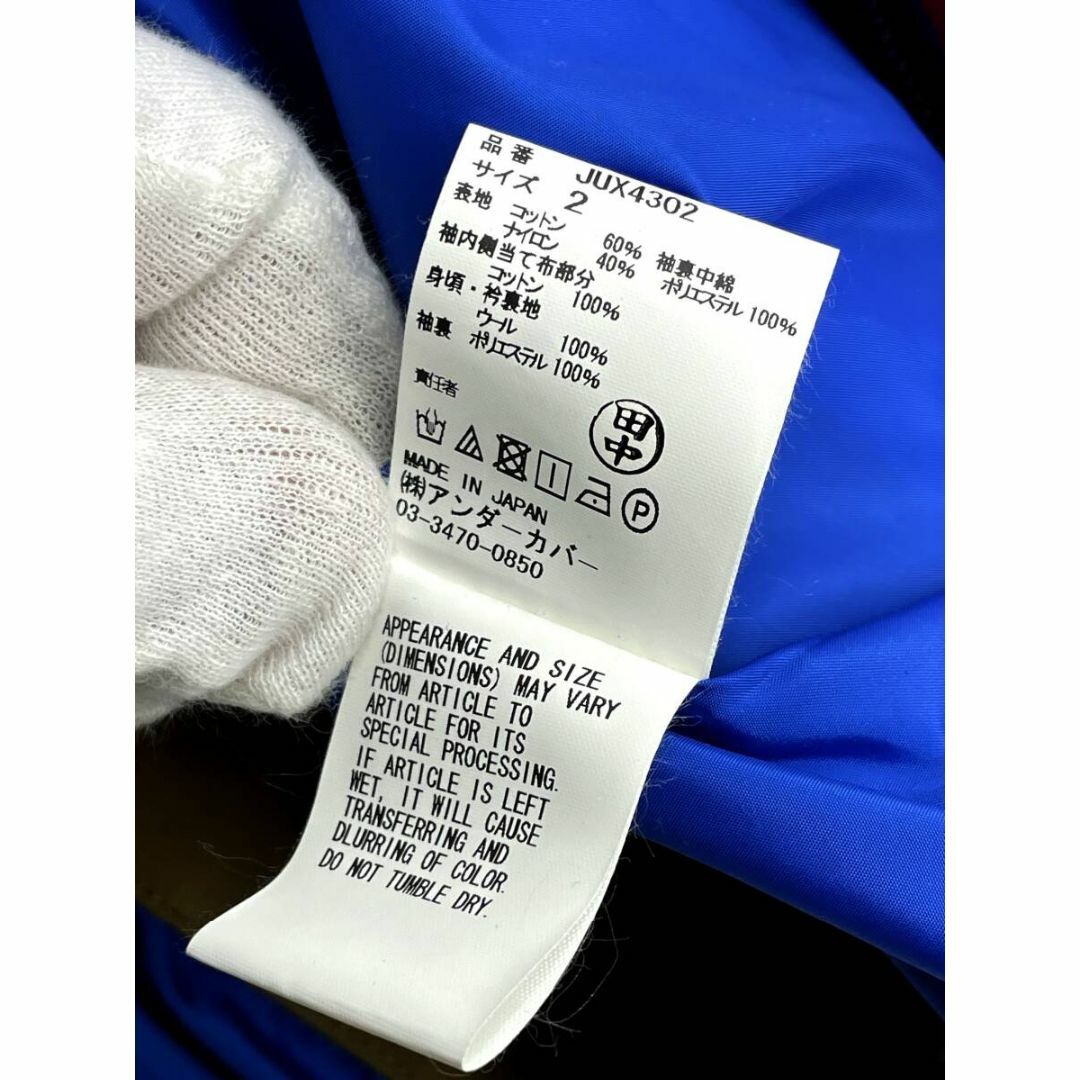 品番 JUX4302
サイズ 2
表地 コットン 60%
ナイロン 40%
袖内側当て布部分
コットン 100%
身頃・衿裏地
ウール 100%
袖裏 ポリエステル 100%
袖裏中綿
ポリエステル 100%
責任者
田中
P
MADE IN JAPAN
(株)アンダーカバー
03-3470-0850
APPEARANCE AND SIZE
(DIMENSIONS) MAY VARY
FROM ARTICLE TO
ARTICLE FOR ITS
SPECIAL PROCESSING.
IF ARTICLE IS LEFT
WET, IT WILL CAUSE
TRANSFERRING AND
DLURRING OF COLOR.
DO NOT TUMBLE DRY.